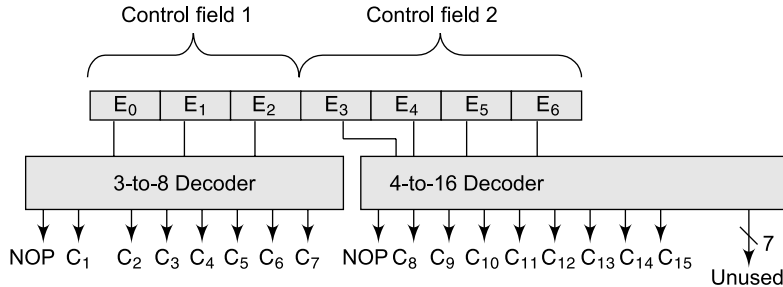 Control field 1 Control field 2
E₀ E₁ E₂ E₃ E₄ E₅ E₆
3-to-8 Decoder 4-to-16 Decoder
NOP C₁ C₂ C₃ C₄ C₅ C₆ C₇ NOP C₈ C₉ C₁₀ C₁₁ C₁₂ C₁₃ C₁₄ C₁₅ 7
Unused